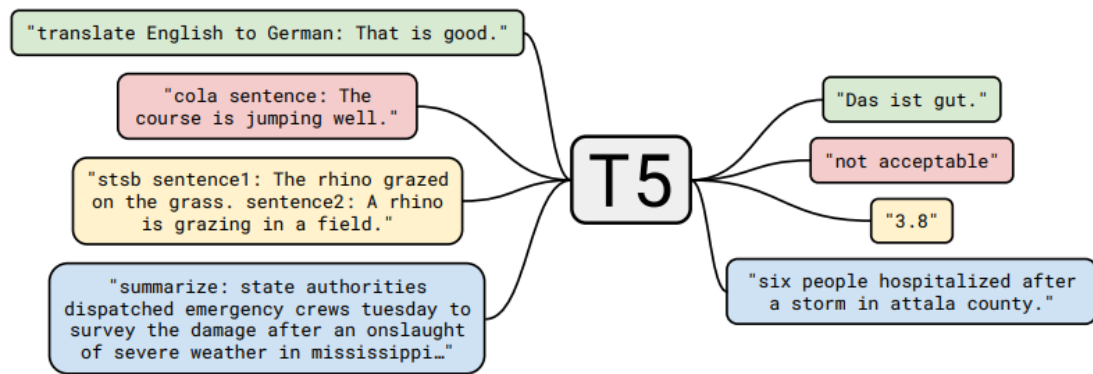 "translate English to German: That is good."
"cola sentence: The
course is jumping well."
"stsb sentence1: The rhino grazed
on the grass. sentence2: A rhino
is grazing in a field."
"summarize: state authorities
dispatched emergency crews tuesday to
survey the damage after an onslaught
of severe weather in mississippi…"
T5
"Das ist gut."
"not acceptable"
"3.8"
"six people hospitalized after
a storm in attala county."